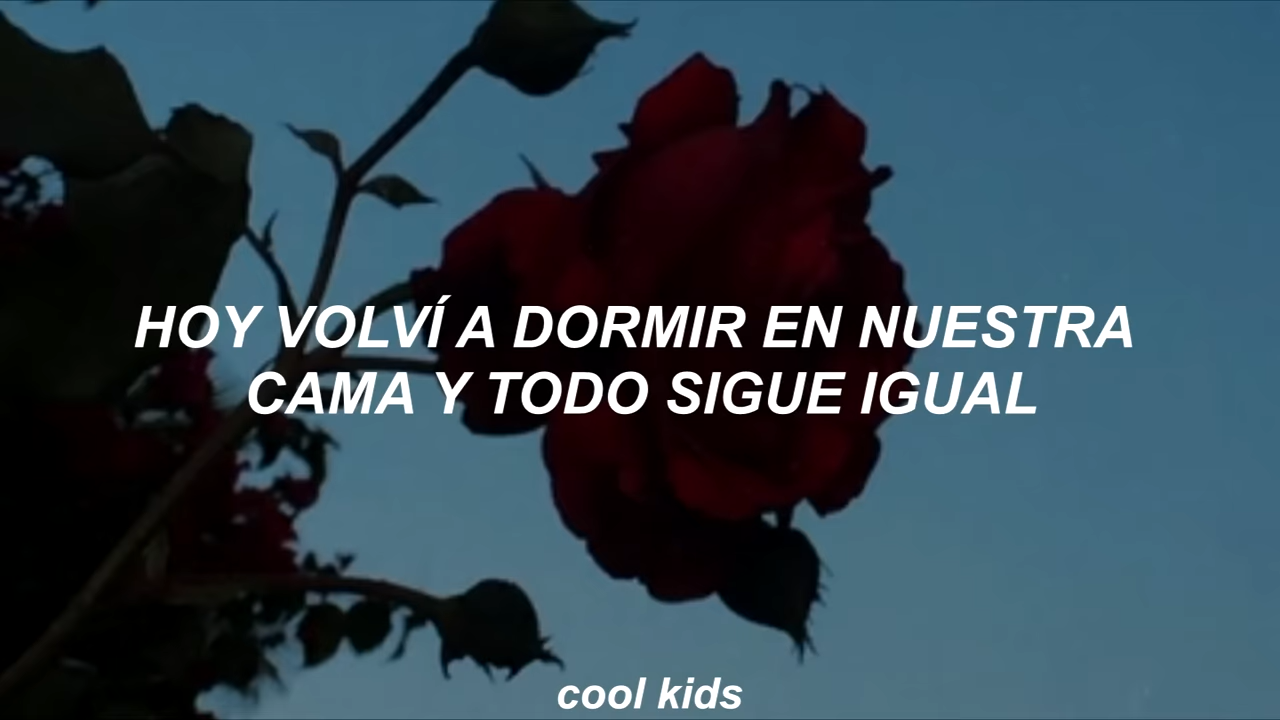 HOY VOLVÍ A DORMIR EN NUESTRA
CAMA Y TODO SIGUE IGUAL
cool kids